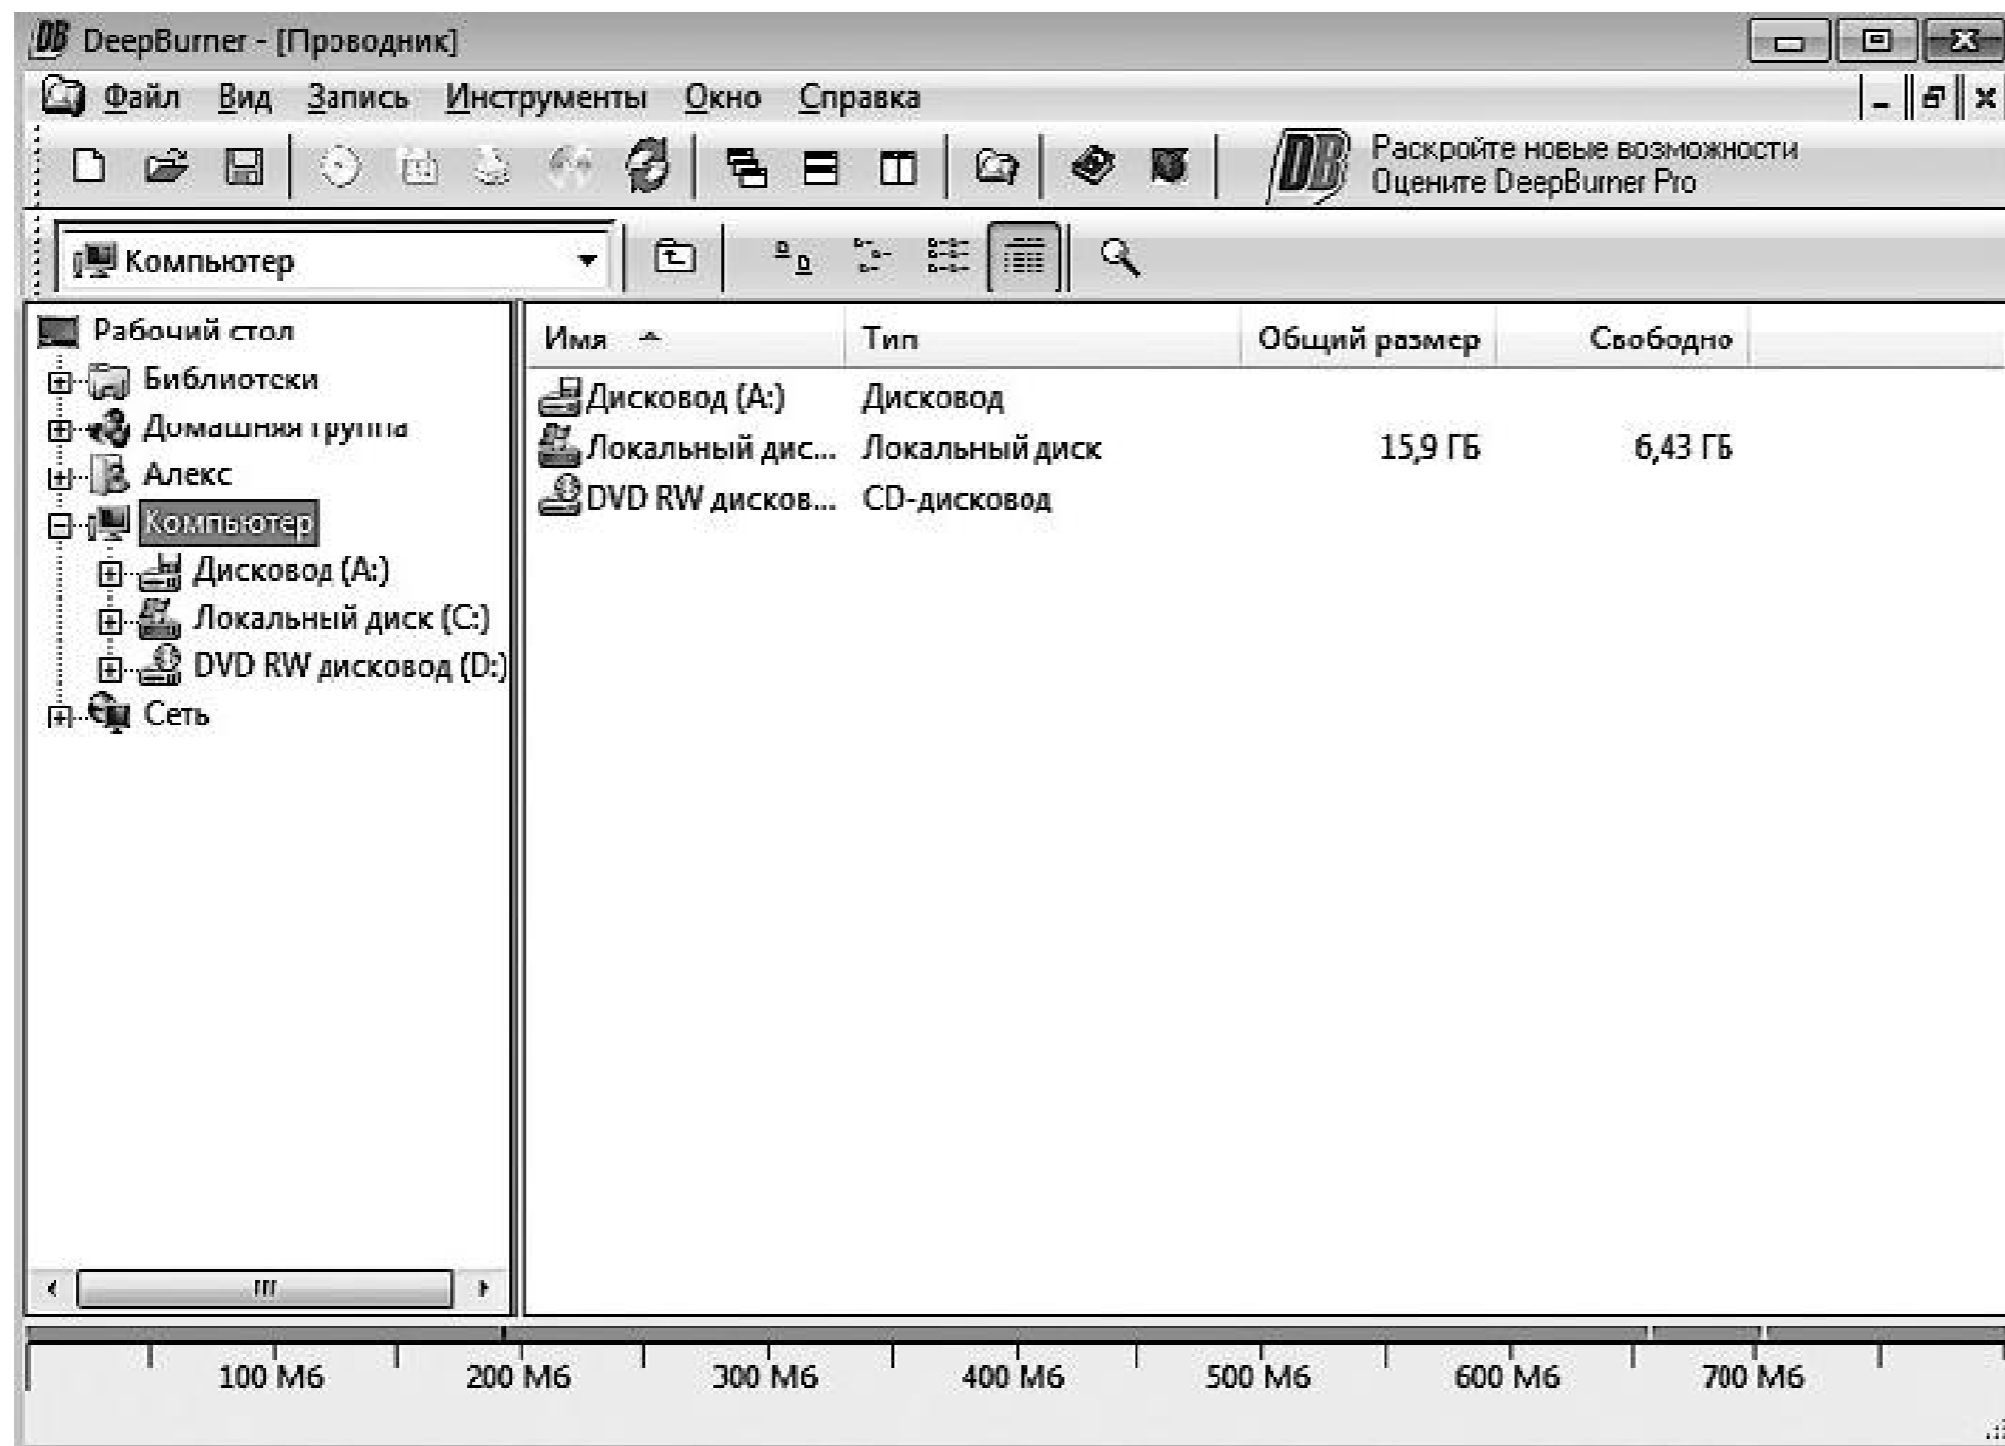 DB DeepBurner - [Проводник]
Файл Вид Запись Инструменты Окно Справка
DB Раскройте новые возможности
Оцените DeepBurner Pro
Компьютер
Рабочий стол
Библиотеки
Домашняя группа
Алекс
Компьютер
Дисковод (A:)
Локальный диск (C:)
DVD RW дисковод (D:)
Сеть
Имя Тип Общий размер Свободно
Дисковод (A:) Дисковод
Локальный дис... Локальный диск 15,9 ГБ 6,43 ГБ
DVD RW дисков... CD-дисковод
100 Мб 200 Мб 300 Мб 400 Мб 500 Мб 600 Мб 700 Мб